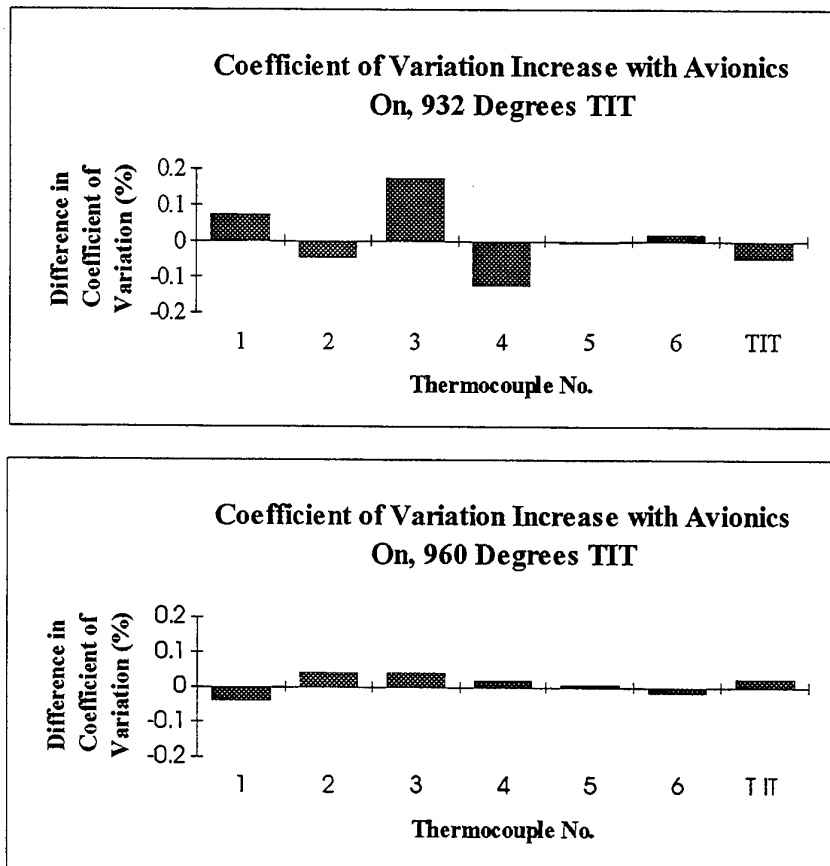 Coefficient of Variation Increase with Avionics
On, 932 Degrees TIT
Difference in
Coefficient of
Variation (%)
0.2
0.1
0
-0.1
-0.2
1 2 3 4 5 6 TIT
Thermocouple No.
Coefficient of Variation Increase with Avionics
On, 960 Degrees TIT
Difference in
Coefficient of
Variation (%)
0.2
0.1
0
-0.1
-0.2
1 2 3 4 5 6 TIT
Thermocouple No.